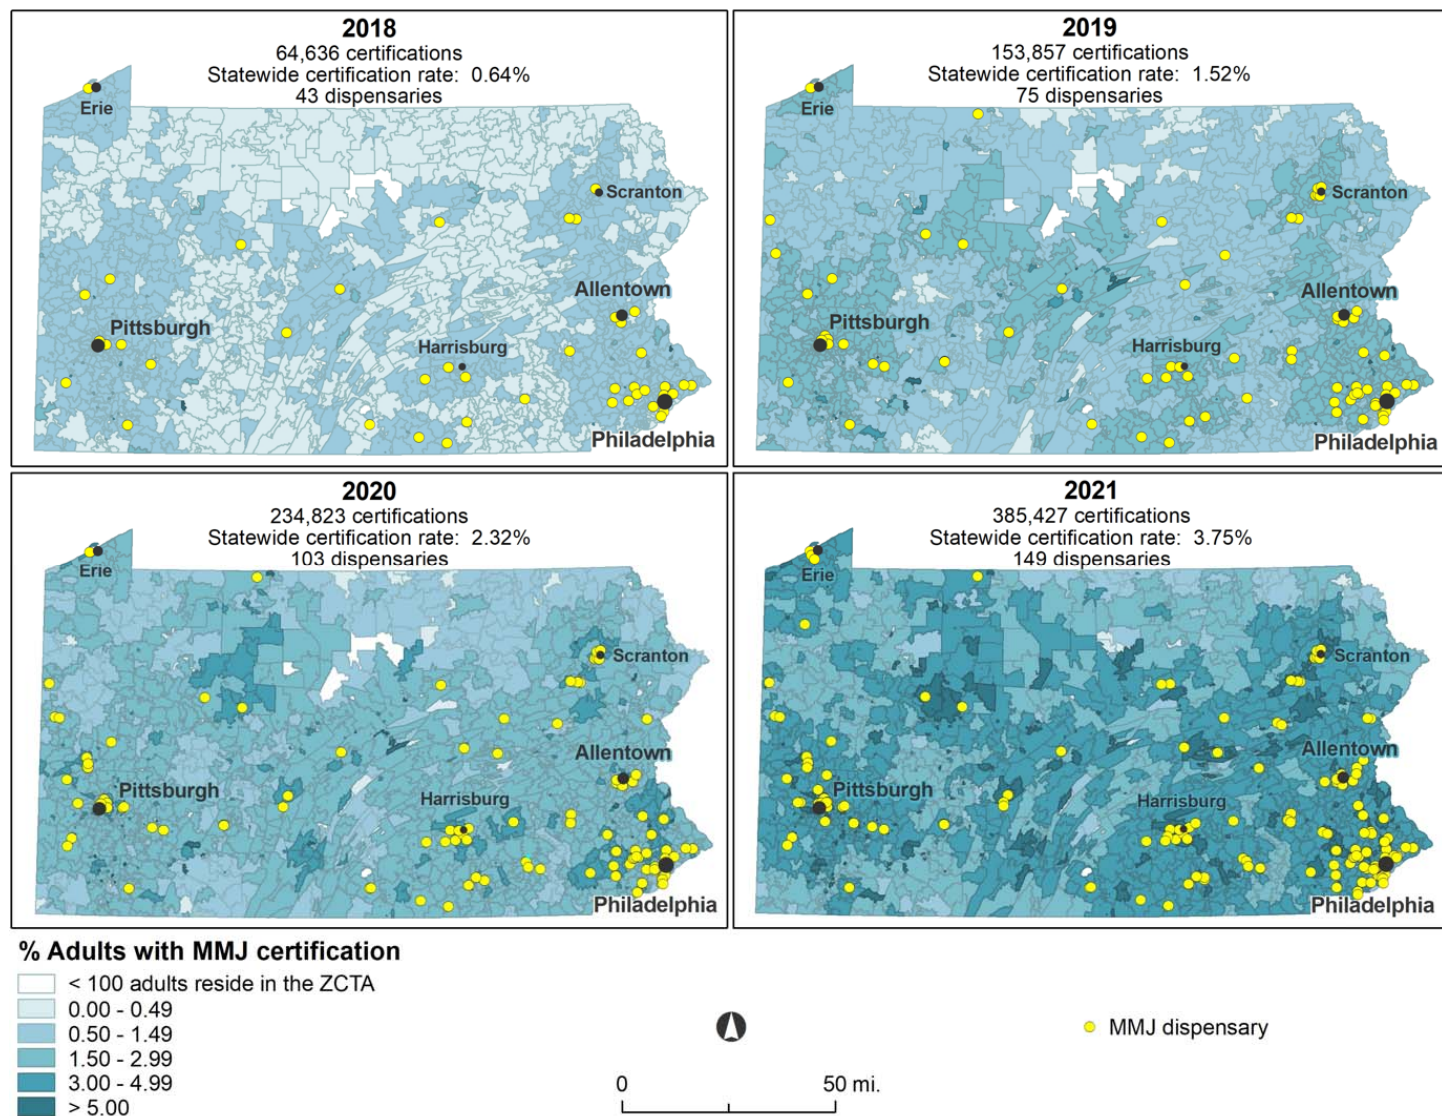 2018
64,636 certifications
Statewide certification rate: 0.64%
43 dispensaries
Erie
Scranton
Allentown
Pittsburgh
Harrisburg
Philadelphia
2019
153,857 certifications
Statewide certification rate: 1.52%
75 dispensaries
Erie
Scranton
Allentown
Pittsburgh
Harrisburg
Philadelphia
2020
234,823 certifications
Statewide certification rate: 2.32%
103 dispensaries
Erie
Scranton
Allentown
Pittsburgh
Harrisburg
Philadelphia
2021
385,427 certifications
Statewide certification rate: 3.75%
149 dispensaries
Erie
Scranton
Allentown
Pittsburgh
Harrisburg
Philadelphia
% Adults with MMJ certification
< 100 adults reside in the ZCTA
0.00 - 0.49
0.50 - 1.49
1.50 - 2.99
3.00 - 4.99
> 5.00
0 50 mi.
MMJ dispensary